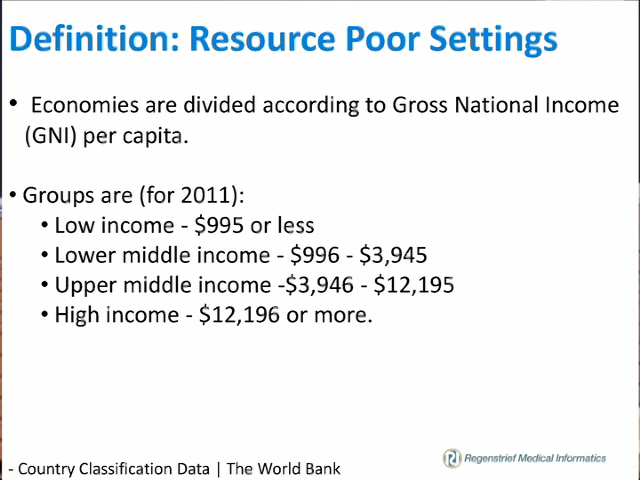 Definition: Resource Poor Settings
• Economies are divided according to Gross National Income
(GNI) per capita.
• Groups are (for 2011):
• Low income - $995 or less
• Lower middle income - $996 - $3,945
• Upper middle income -$3,946 - $12,195
• High income - $12,196 or more.
Regenstrief Medical Informatics
- Country Classification Data | The World Bank